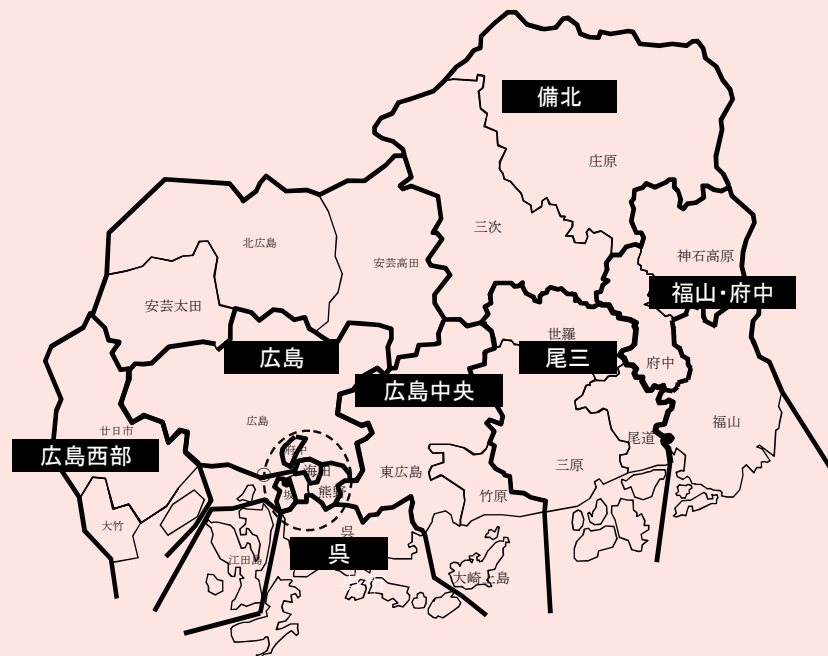 備北
庄原
三次
神石高原
北広島
安芸高田
福山・府中
安芸太田
世羅
広島
尾三
府中
広島中央
広島
福山
廿日市
尾道
広島西部
府中
海田
三原
東広島
熊野
坂
竹原
大竹
呉
呉
江田島
大崎上島